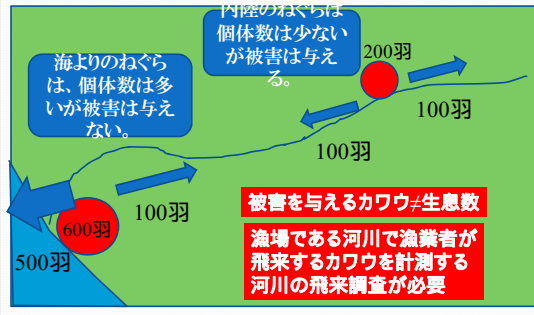 内陸のねぐらは
個体数は少ない
が被害は与え
る。
海よりのねぐら
は、個体数は多
いが被害は与え
ない。
200羽
100羽
100羽
100羽
600羽
500羽
被害を与えるカワウ≠生息数
漁場である河川で漁業者が
飛来するカワウを計測する
河川の飛来調査が必要